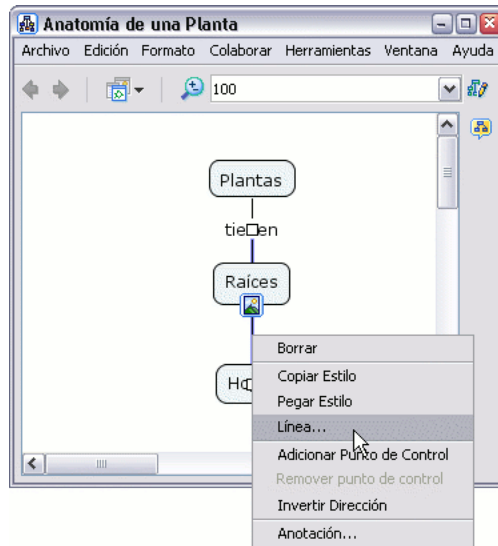 Anatomía de una Planta
Archivo Edición Formato Colaborar Herramientas Ventana Ayuda
100
Plantas
tienen
Raíces
Borrar
Copiar Estilo
Pegar Estilo
Línea...
Adicionar Punto de Control
Remover punto de control
Invertir Dirección
Anotación...